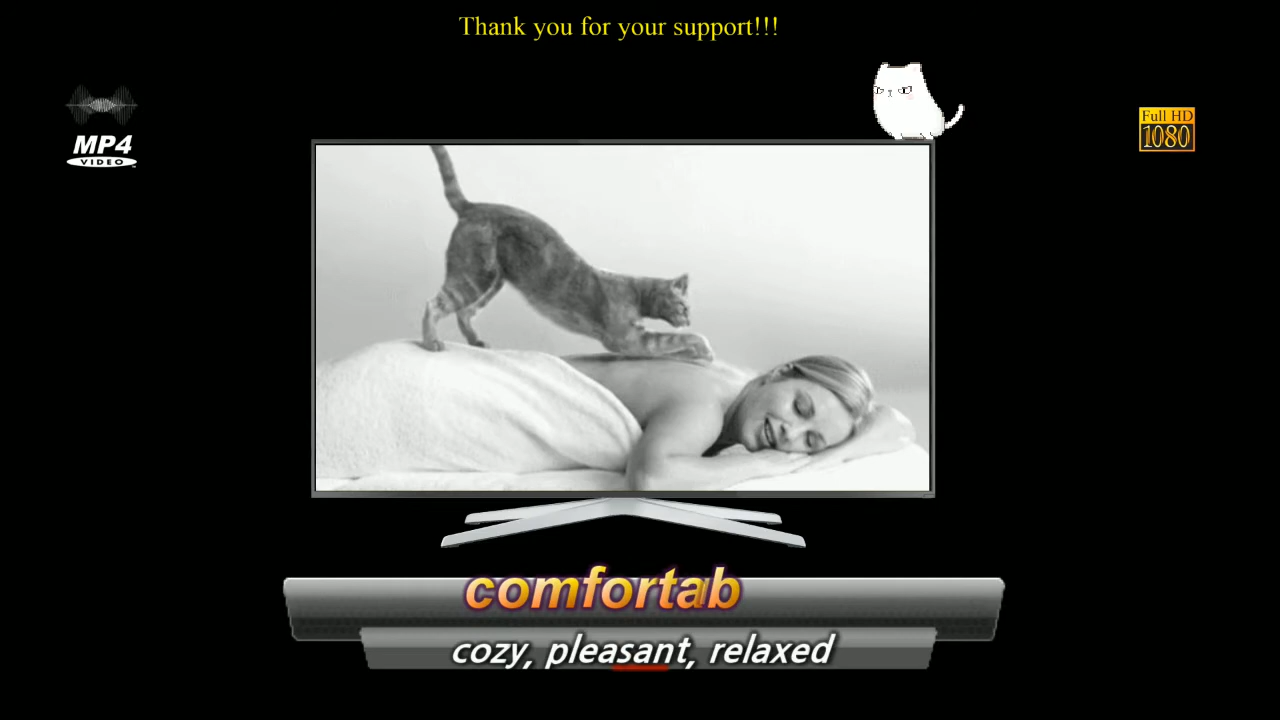 Thank you for your support!!!
MP4
VIDEO
Full HD
1080
comfortab
cozy, pleasant, relaxed